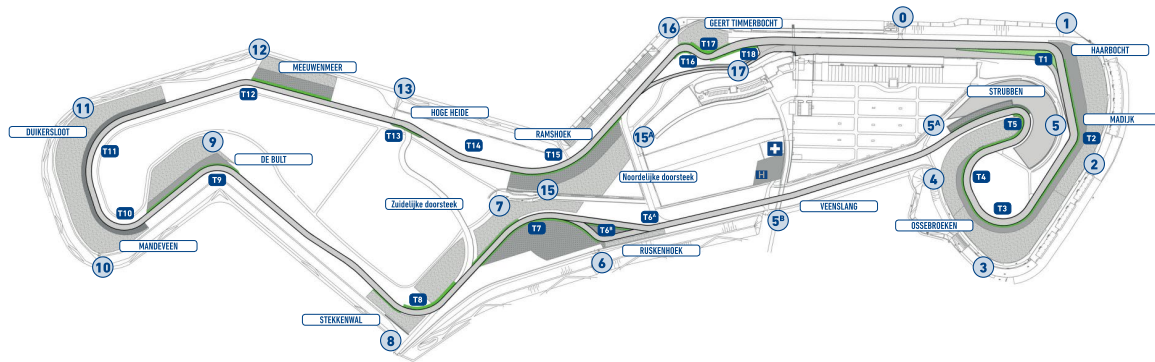 0
1
16
GEERT TIMMERBOCHT
T17
T18
T16
17
HAARBOCHT
T1
12
MEEUWENMEER
T12
13
HOGE HEIDE
STRUBBEN
T5
5ᴬ
5
MADIJK
T2
2
11
DUIKERSLOOT
T11
T13
T14
RAMSHOEK
T15
15ᴬ
9
DE BULT
T9
15
Noordelijke doorsteek
H
4
T4
T3
OSSEBROEKEN
3
T10
MANDEVEEN
10
Zuidelijke doorsteek
7
T7
T6ᴬ
T6ᴮ
RUSKENHOEK
6
VEENSLANG
5ᴮ
T8
STEKKENWAL
8